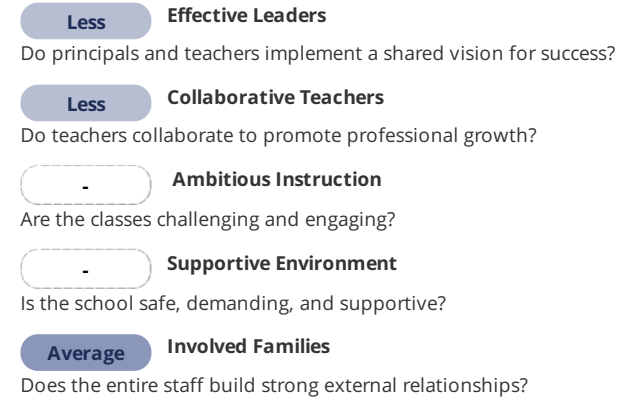 Less Effective Leaders
Do principals and teachers implement a shared vision for success?
Less Collaborative Teachers
Do teachers collaborate to promote professional growth?
- Ambitious Instruction
Are the classes challenging and engaging?
- Supportive Environment
Is the school safe, demanding, and supportive?
Average Involved Families
Does the entire staff build strong external relationships?